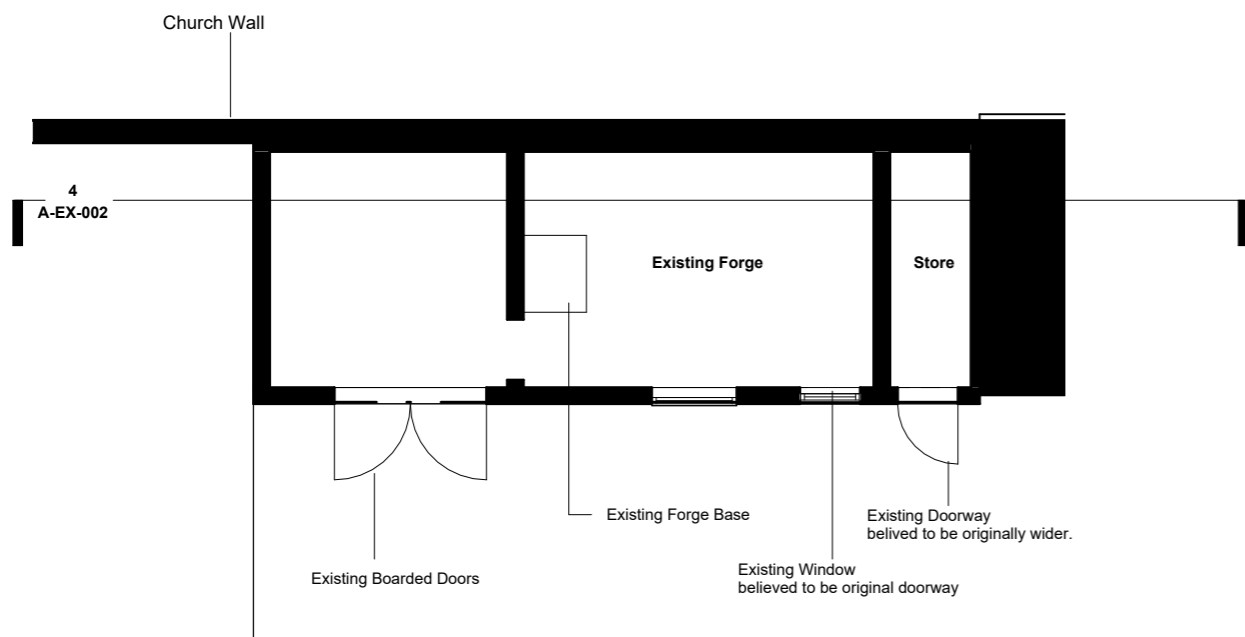 Church Wall
4
A-EX-002
Existing Forge
Store
Existing Forge Base
Existing Doorway
belived to be originally wider.
Existing Boarded Doors
Existing Window
believed to be original doorway